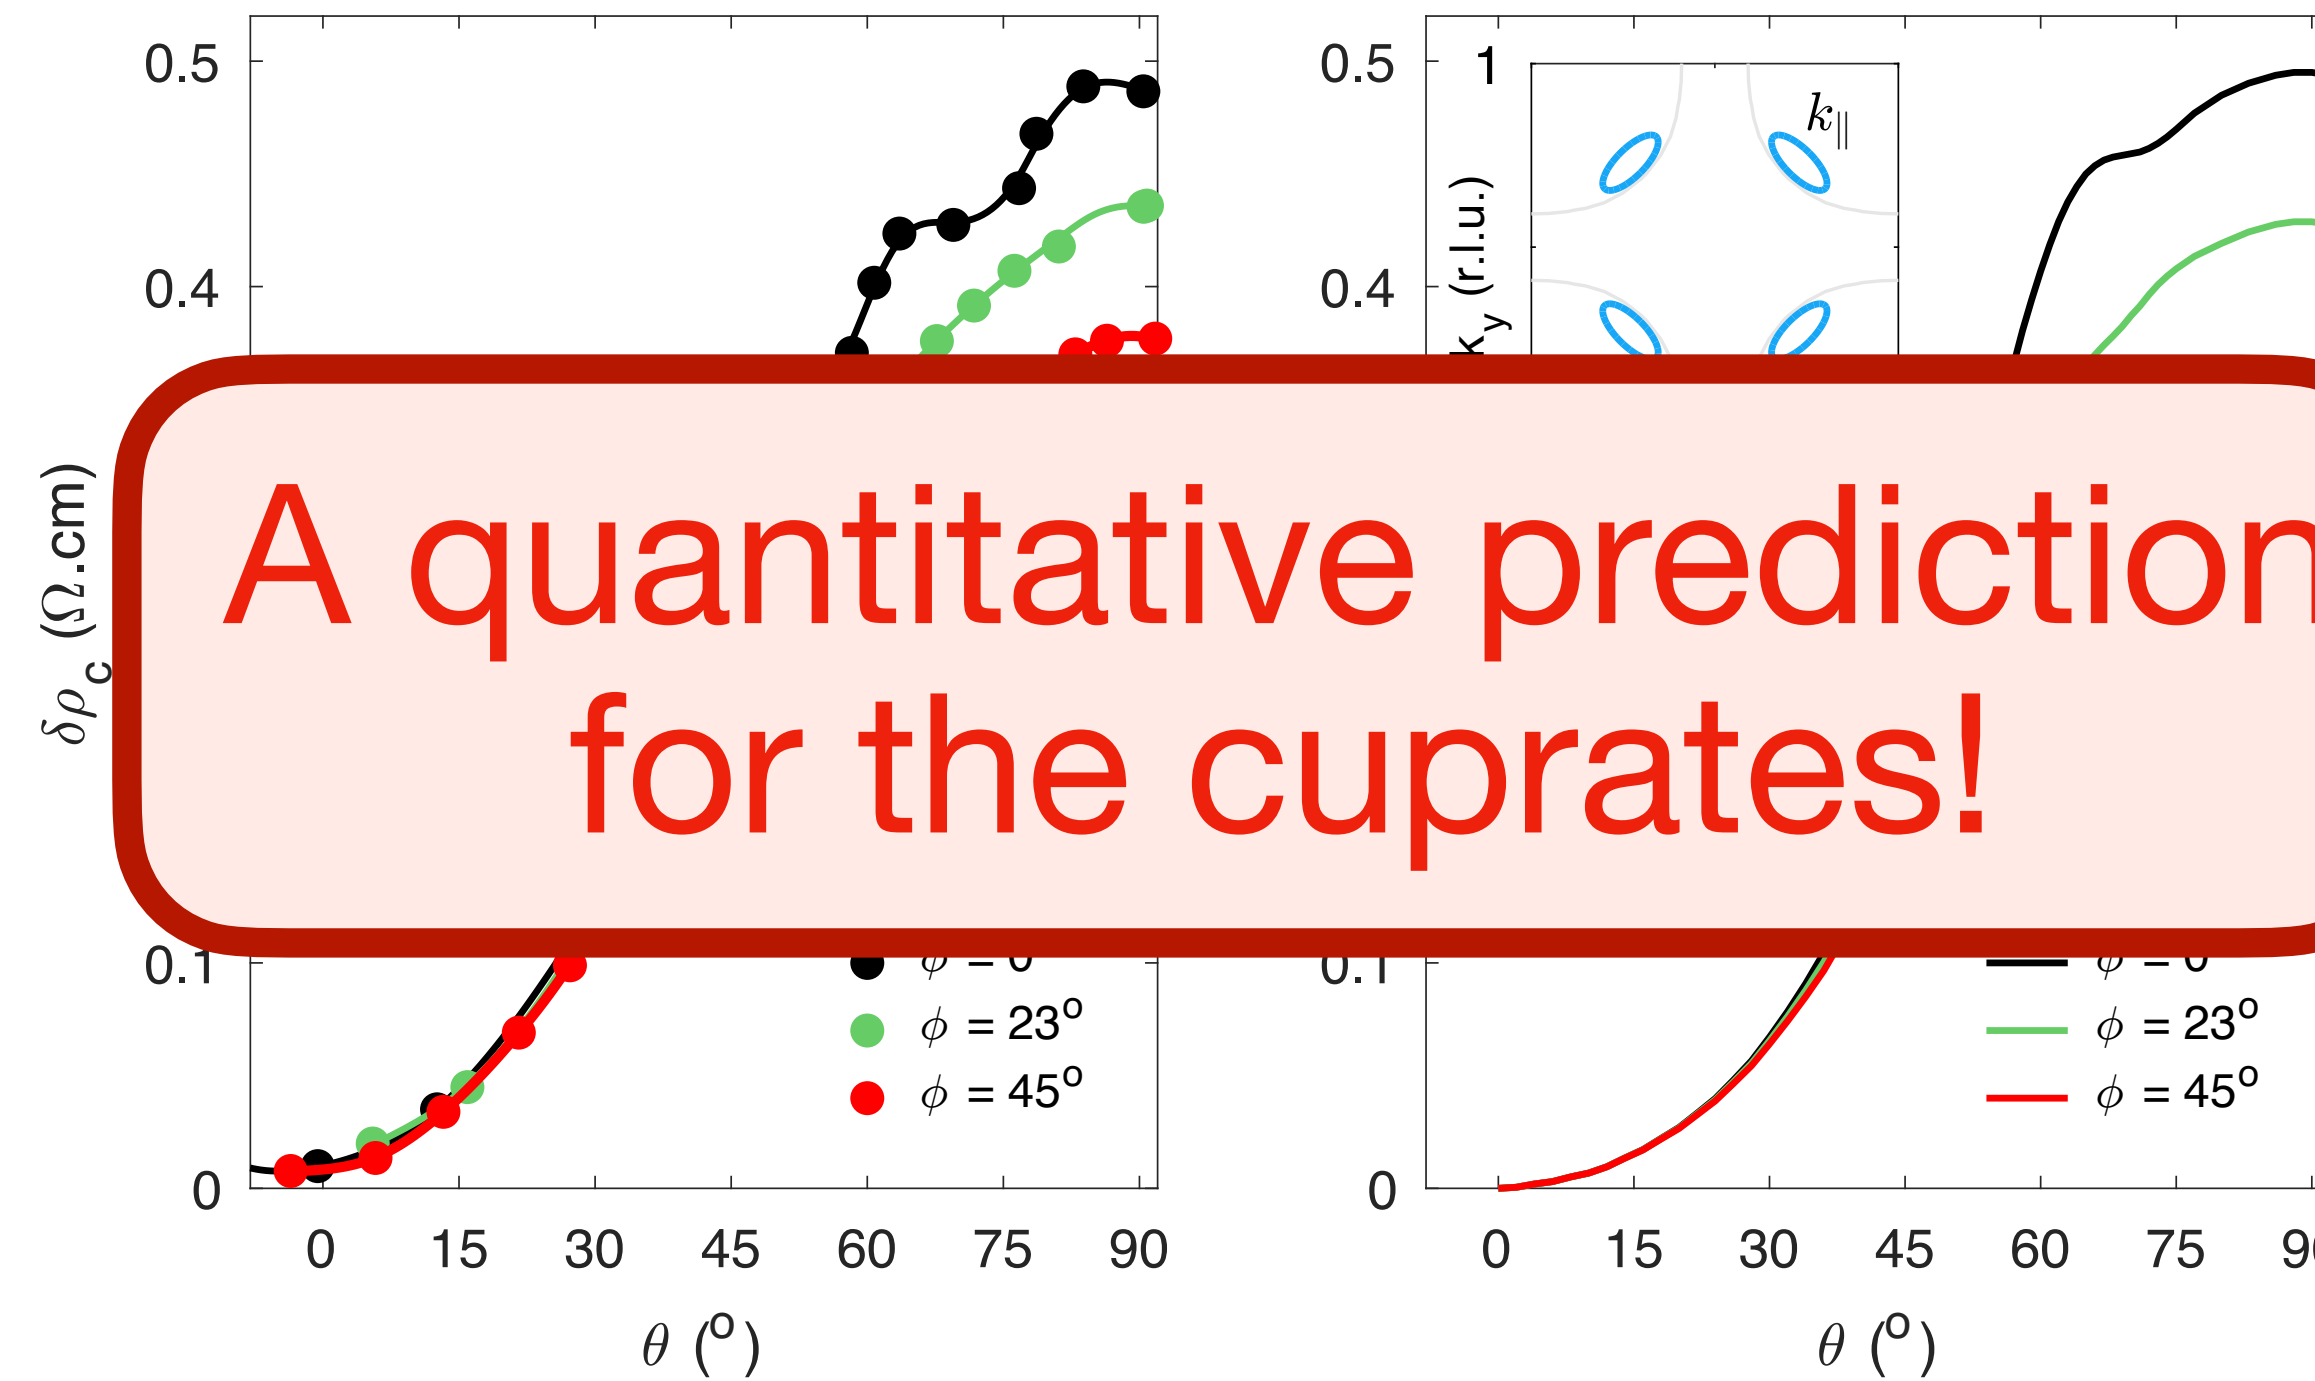 0.5
0.4
0.1
0
δρc (Ω.cm)
0 15 30 45 60 75 90
θ (o)
ϕ = 0
ϕ = 23o
ϕ = 45o
A quantitative prediction
for the cuprates!
0.5
0.4
0.1
0
1
ky (r.l.u.)
k∥
0 15 30 45 60 75
θ (o)
ϕ = 0
ϕ = 23o
ϕ = 45o